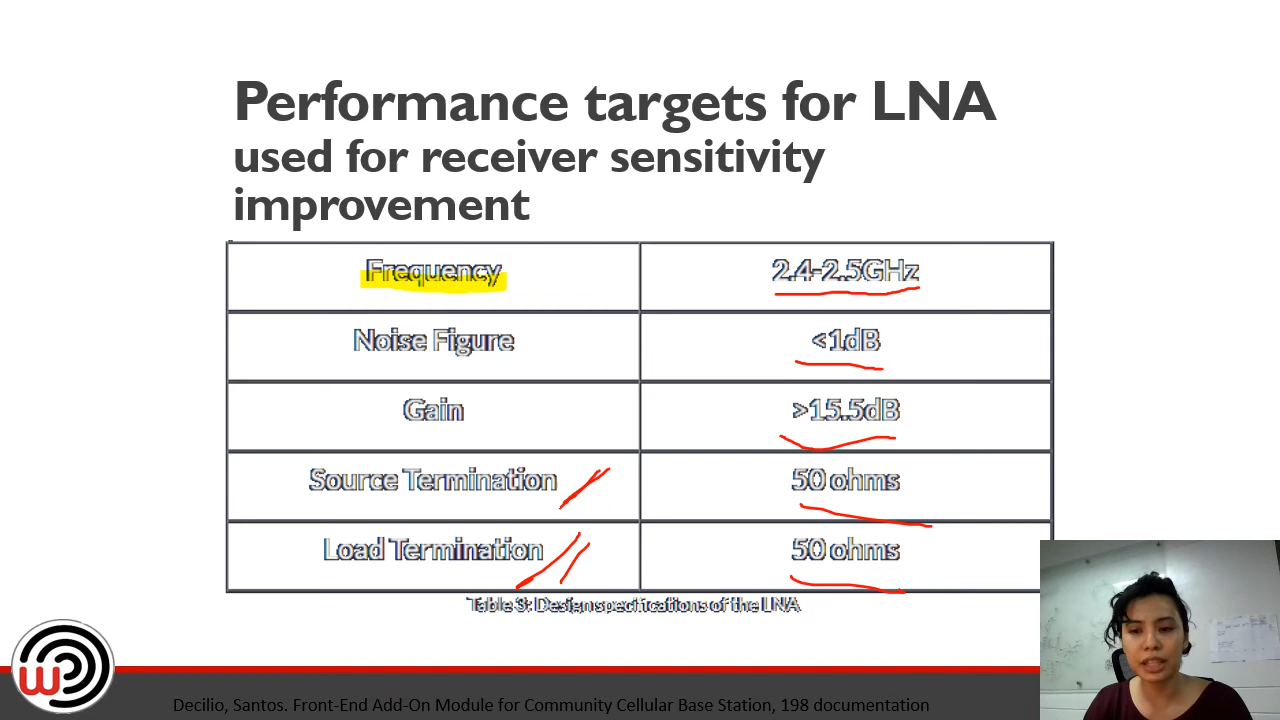 Performance targets for LNA
used for receiver sensitivity
improvement
Frequency 2.4-2.5GHz
Noise Figure <1dB
Gain >15.5dB
Source Termination 50 ohms
Load Termination 50 ohms
Table 9: Design specifications of the LNA
W
Decilio, Santos. Front-End Add-On Module for Community Cellular Base Station, 198 documentation